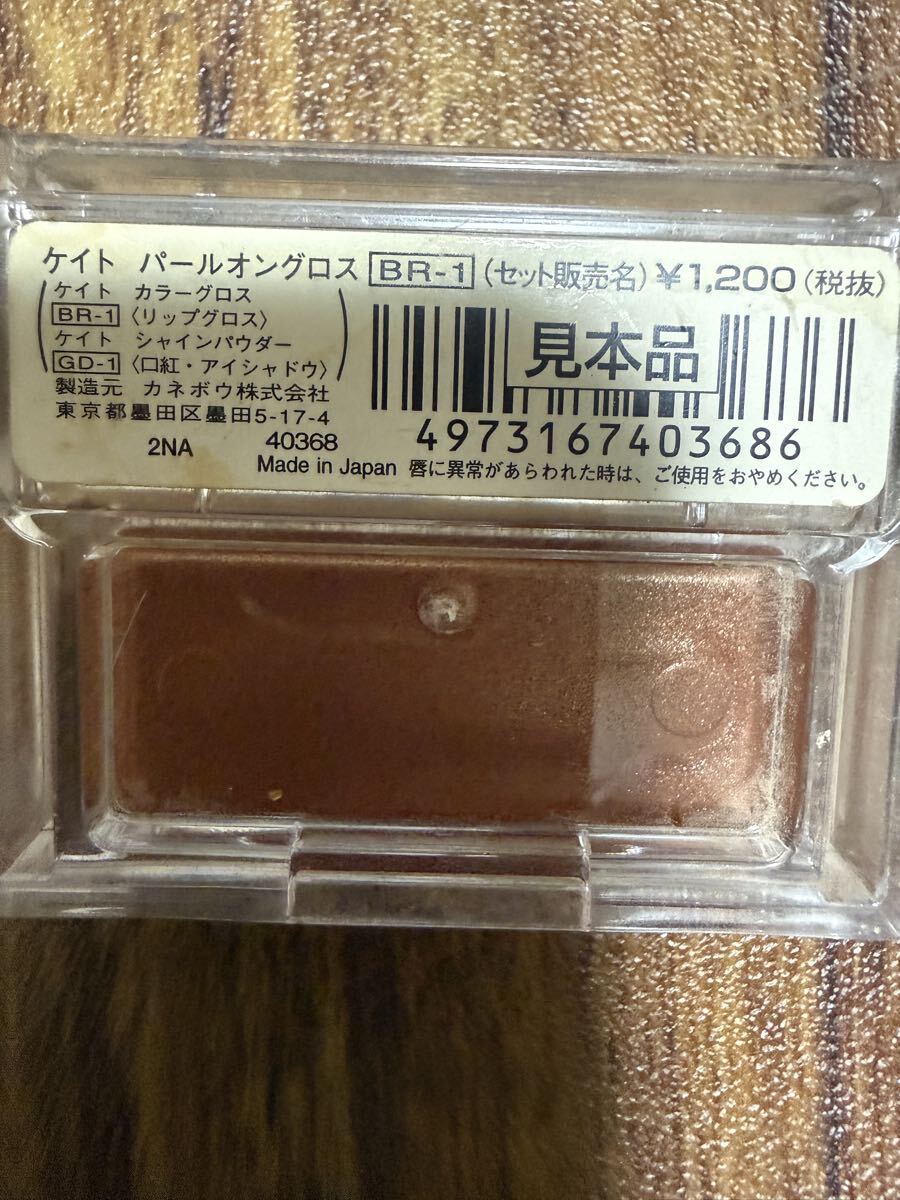 ケイト パールオングロス BR-1 (セット販売名) ¥1,200 (税抜)
ケイト カラーグロス
BR-1 〈リップグロス〉
ケイト シャインパウダー
GD-1 〈口紅・アイシャドウ〉
製造元 カネボウ株式会社
東京都墨田区墨田5-17-4
2NA 40368
見本品
4973167403686
Made in Japan 唇に異常があらわれた時は、ご使用をおやめください。